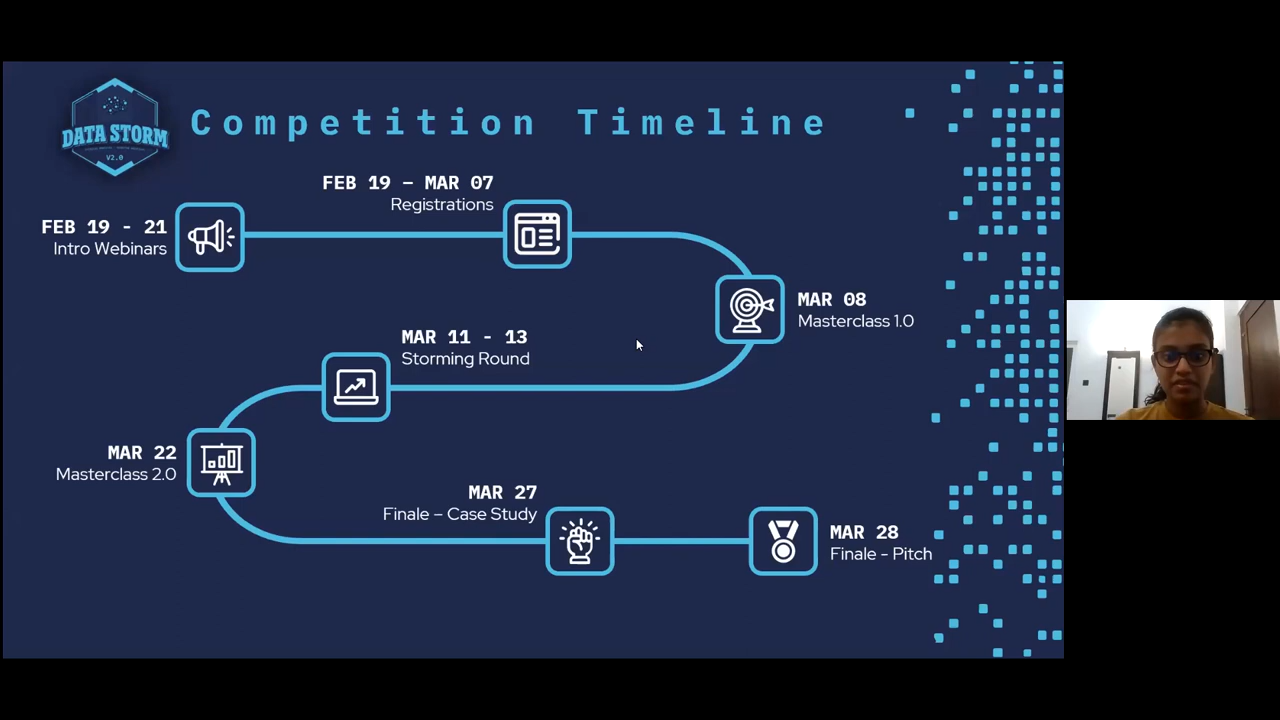 DATA STORM
V2.0
Competition Timeline
FEB 19 – MAR 07
Registrations
FEB 19 - 21
Intro Webinars
MAR 08
Masterclass 1.0
MAR 11 - 13
Storming Round
MAR 22
Masterclass 2.0
MAR 27
Finale – Case Study
MAR 28
Finale - Pitch